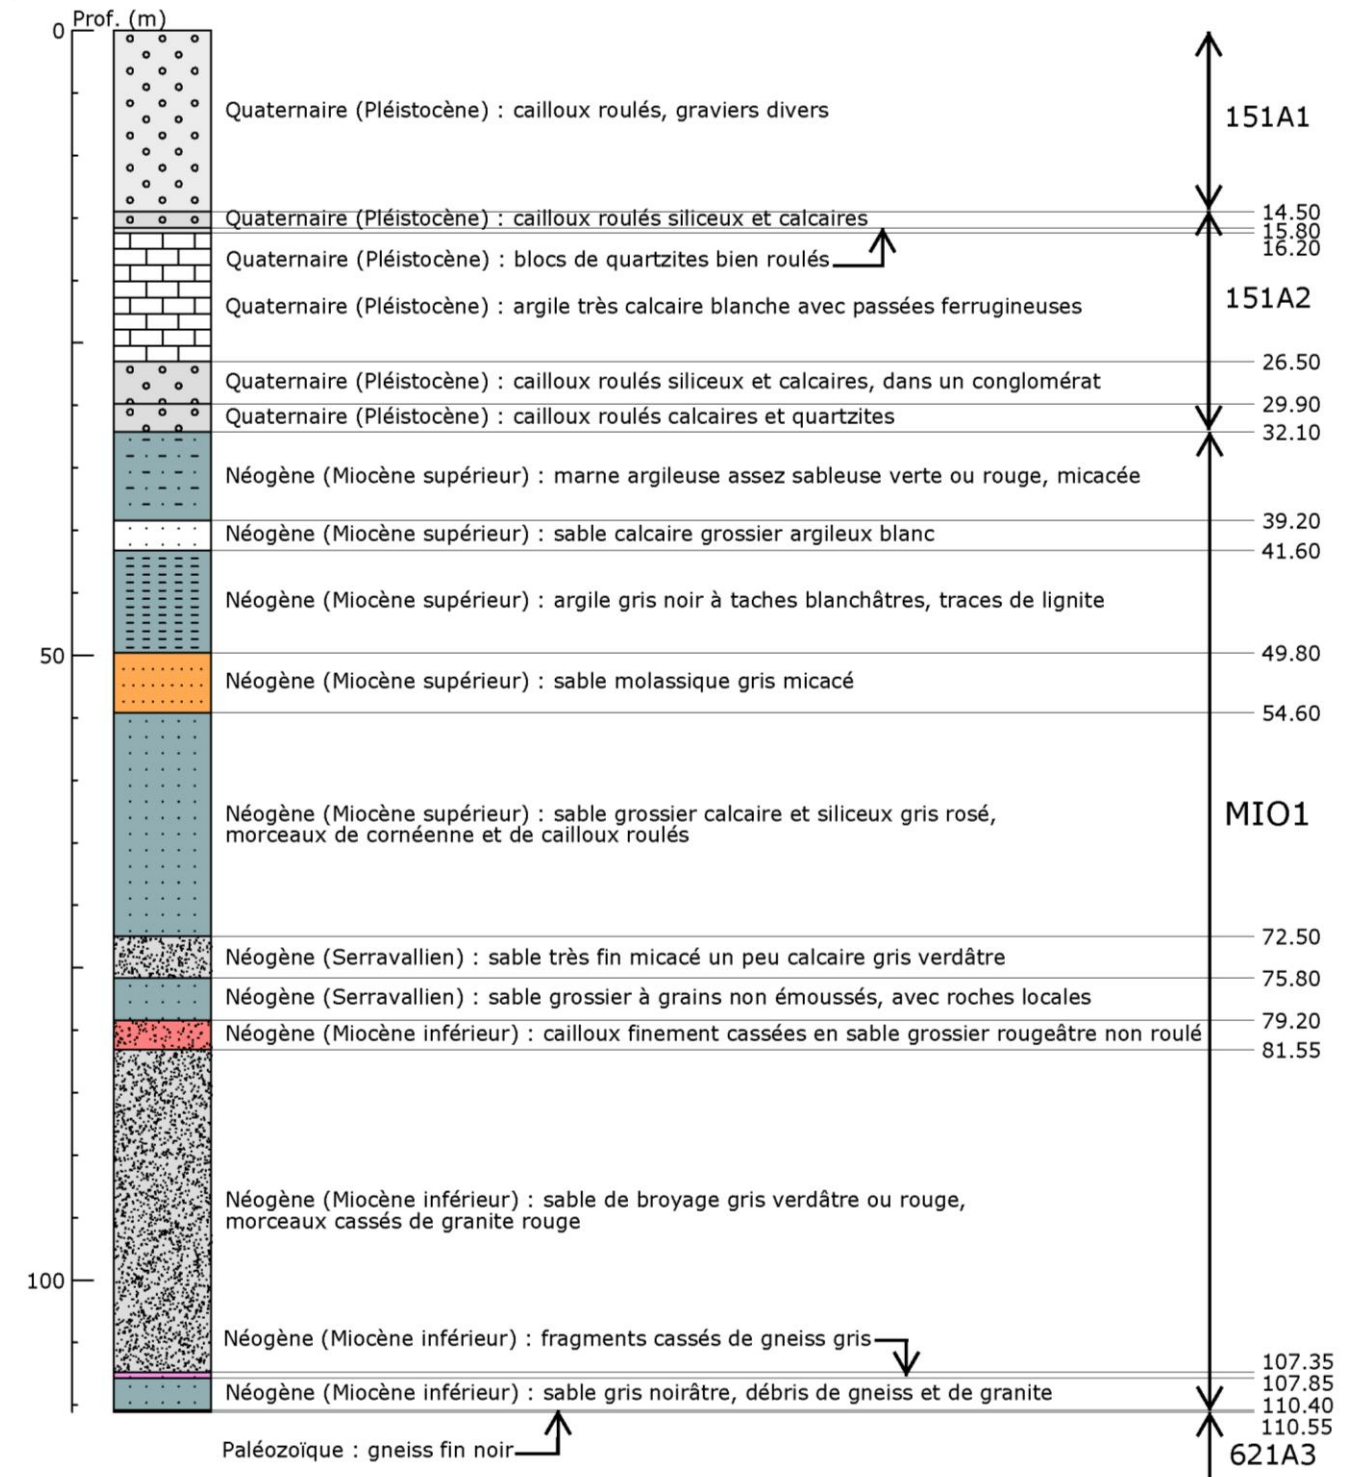 Prof. (m)
0
Quaternaire (Pléistocène) : cailloux roulés, graviers divers
151A1
14.50
Quaternaire (Pléistocène) : cailloux roulés siliceux et calcaires
15.80
16.20
Quaternaire (Pléistocène) : blocs de quartzites bien roulés
151A2
Quaternaire (Pléistocène) : argile très calcaire blanche avec passées ferrugineuses
26.50
Quaternaire (Pléistocène) : cailloux roulés siliceux et calcaires, dans un conglomérat
29.90
Quaternaire (Pléistocène) : cailloux roulés calcaires et quartzites
32.10
Néogène (Miocène supérieur) : marne argileuse assez sableuse verte ou rouge, micacée
39.20
Néogène (Miocène supérieur) : sable calcaire grossier argileux blanc
41.60
Néogène (Miocène supérieur) : argile gris noir à taches blanchâtres, traces de lignite
50
49.80
Néogène (Miocène supérieur) : sable molassique gris micacé
54.60
Néogène (Miocène supérieur) : sable grossier calcaire et siliceux gris rosé,
morceaux de cornéenne et de cailloux roulés
MIO1
72.50
Néogène (Serravallien) : sable très fin micacé un peu calcaire gris verdâtre
75.80
Néogène (Serravallien) : sable grossier à grains non émoussés, avec roches locales
79.20
Néogène (Miocène inférieur) : cailloux finement cassées en sable grossier rougeâtre non roulé
81.55
Néogène (Miocène inférieur) : sable de broyage gris verdâtre ou rouge,
morceaux cassés de granite rouge
100
Néogène (Miocène inférieur) : fragments cassés de gneiss gris
107.35
107.85
Néogène (Miocène inférieur) : sable gris noirâtre, débris de gneiss et de granite
110.40
110.55
Paléozoïque : gneiss fin noir
621A3